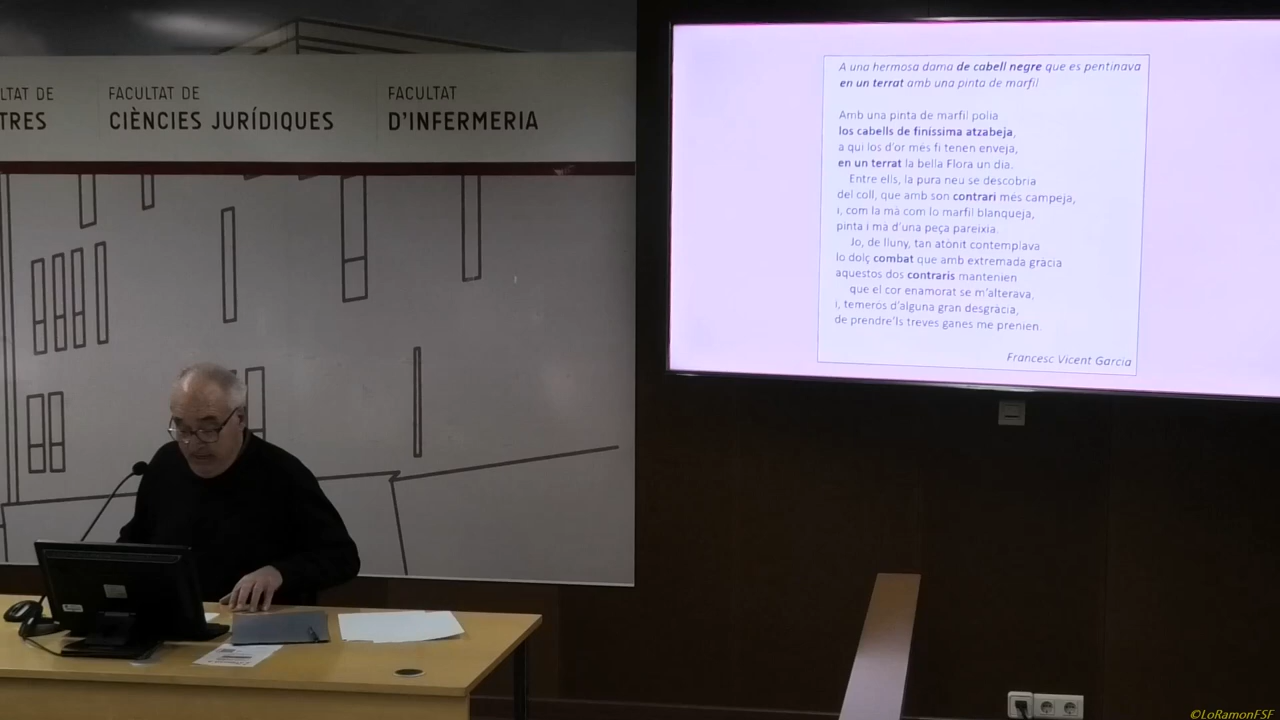 LTAT DE
TRES
FACULTAT DE
CIÈNCIES JURÍDIQUES
FACULTAT
D'INFERMERIA
A una hermosa dama de cabell negre que es pentinava
en un terrat amb una pinta de marfil
Amb una pinta de marfil polia
los cabells de finíssima atzabeja,
a qui los d'or més fi tenen enveja,
en un terrat la bella Flora un dia.
Entre ells, la pura neu se descobria
del coll, que amb son contrari més campeja,
i, com la mà com lo marfil blanqueja,
pinta i mà d'una peça pareixia.
Jo, de lluny, tan atònit contemplava
lo dolç combat que amb extremada gràcia
aquestos dos contraris mantenien
que el cor enamorat se m'alterava,
i, temerós d'alguna gran desgràcia,
de prendre'ls treves ganes me prenien.
Francesc Vicent Garcia
©LoRamonFSF